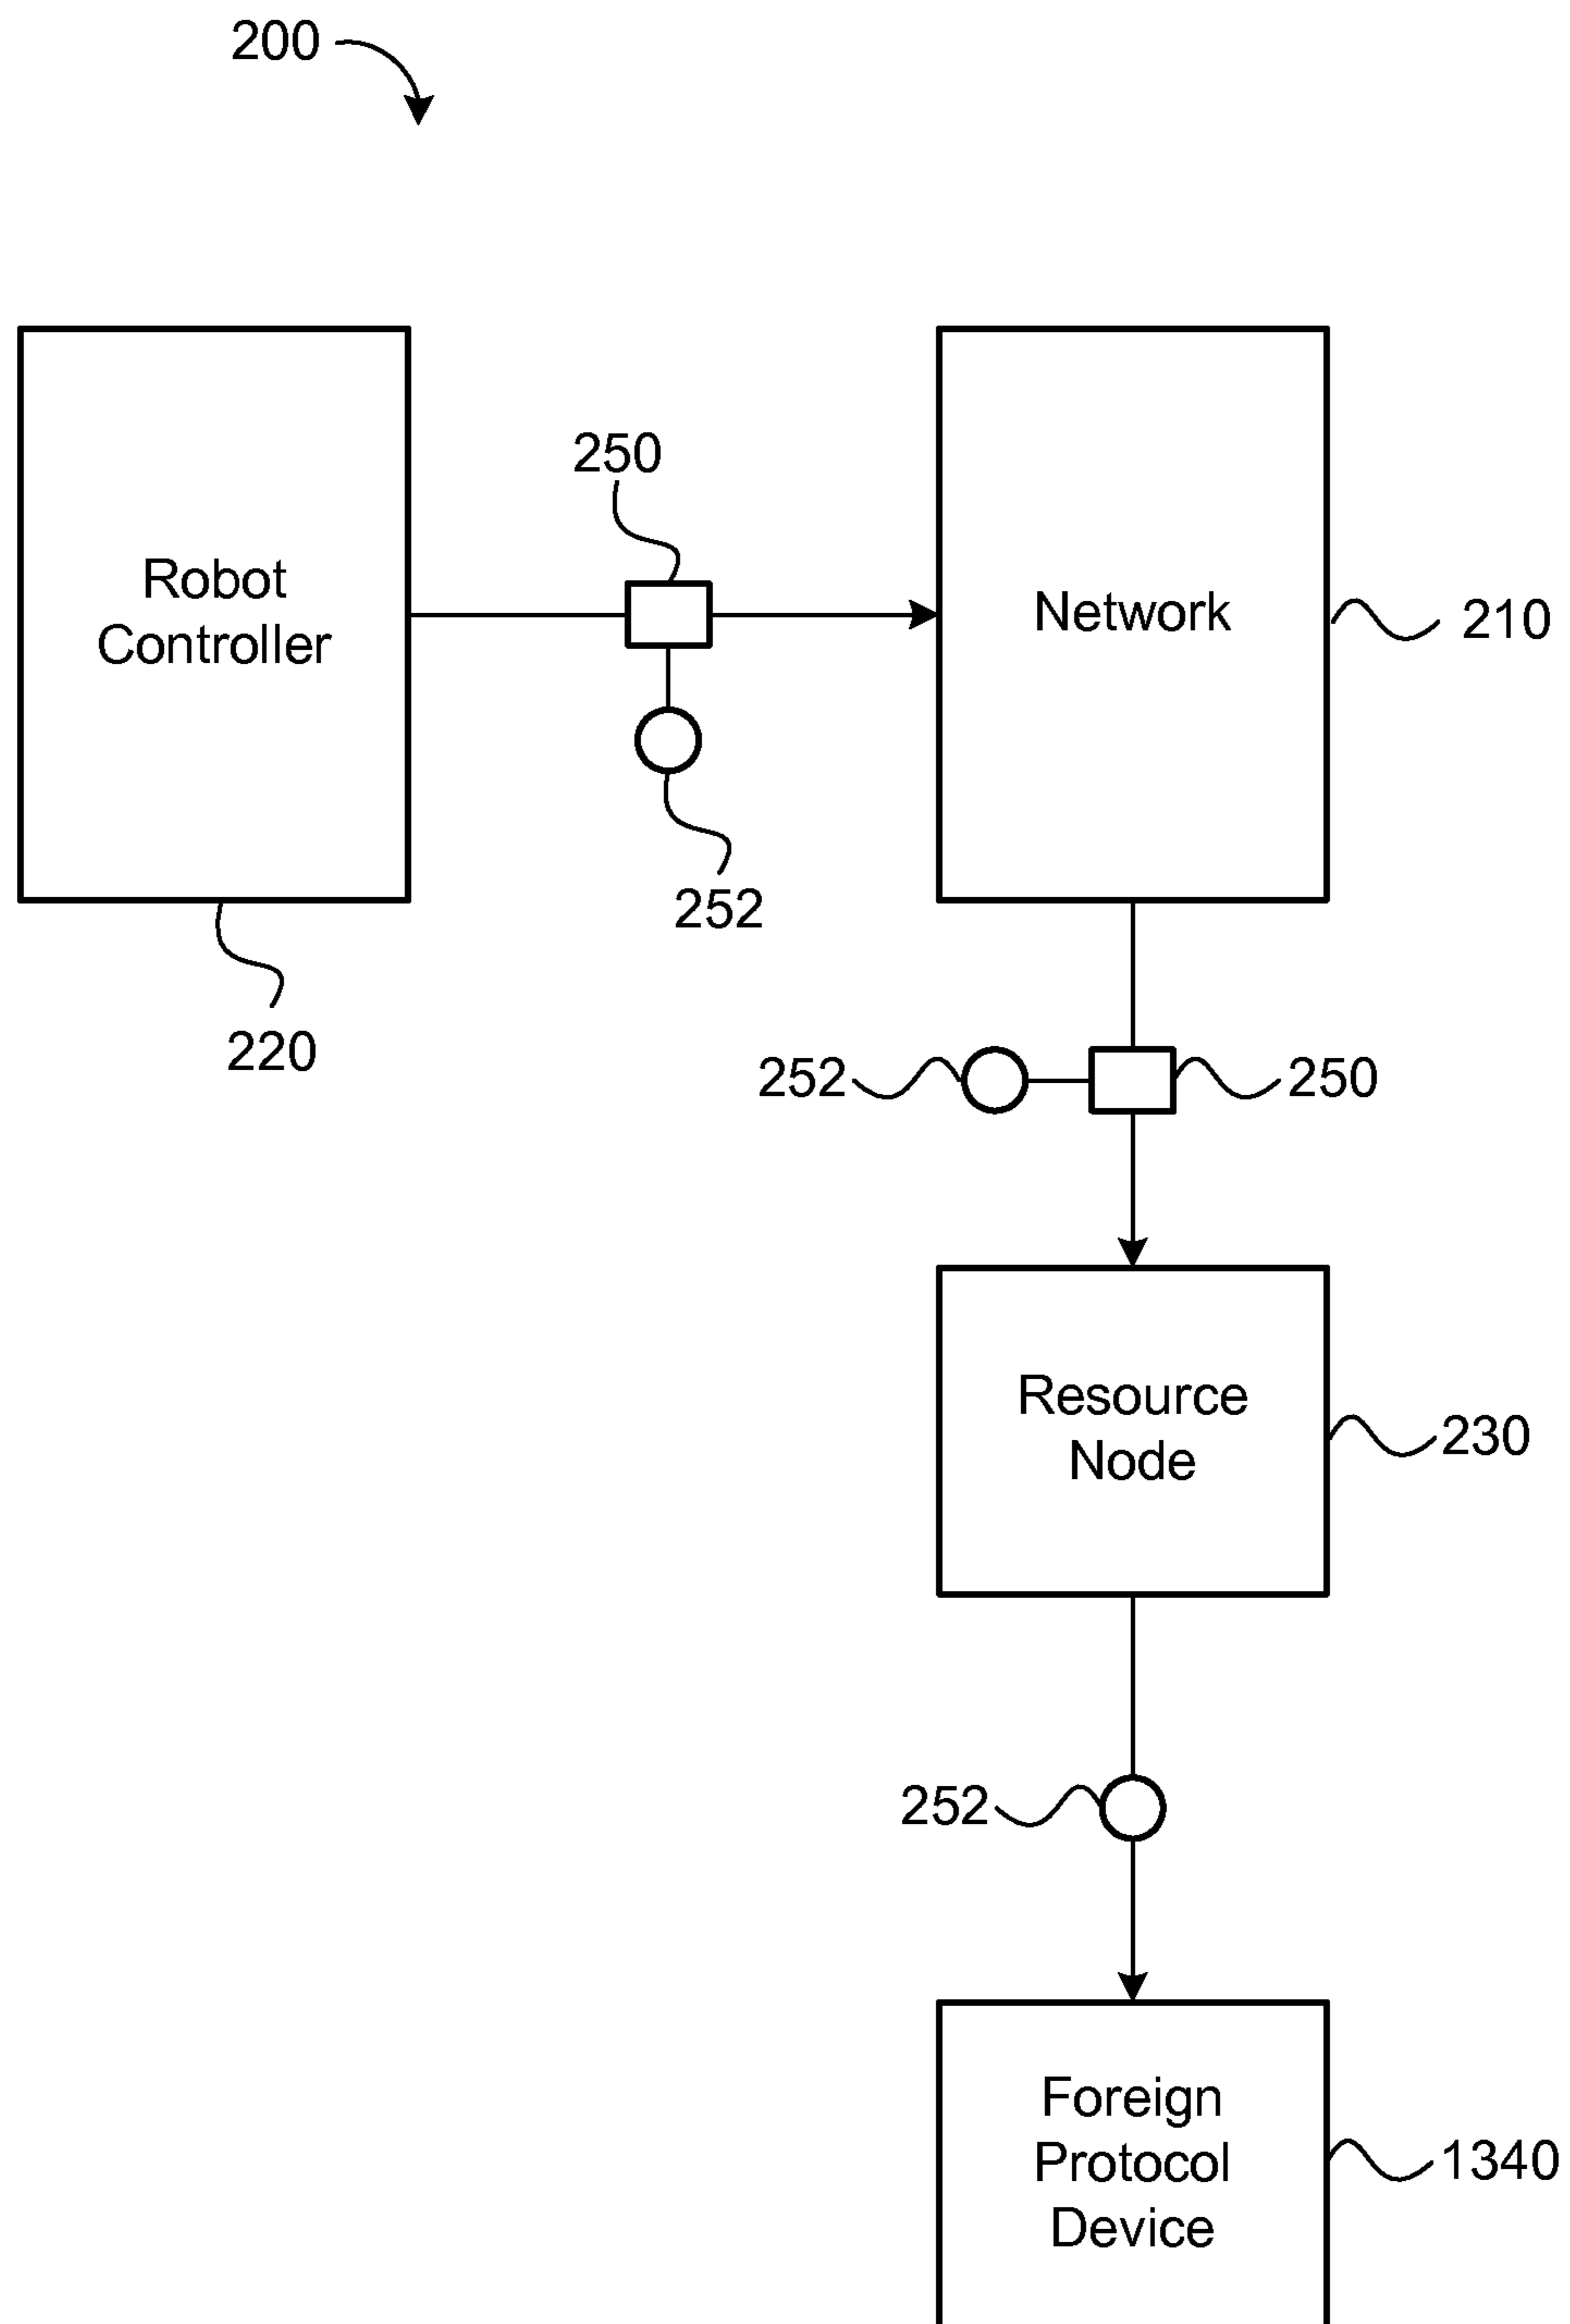 200
250
Robot
Controller
Network
210
252
220
252
250
Resource
Node
230
252
Foreign
Protocol
Device
1340